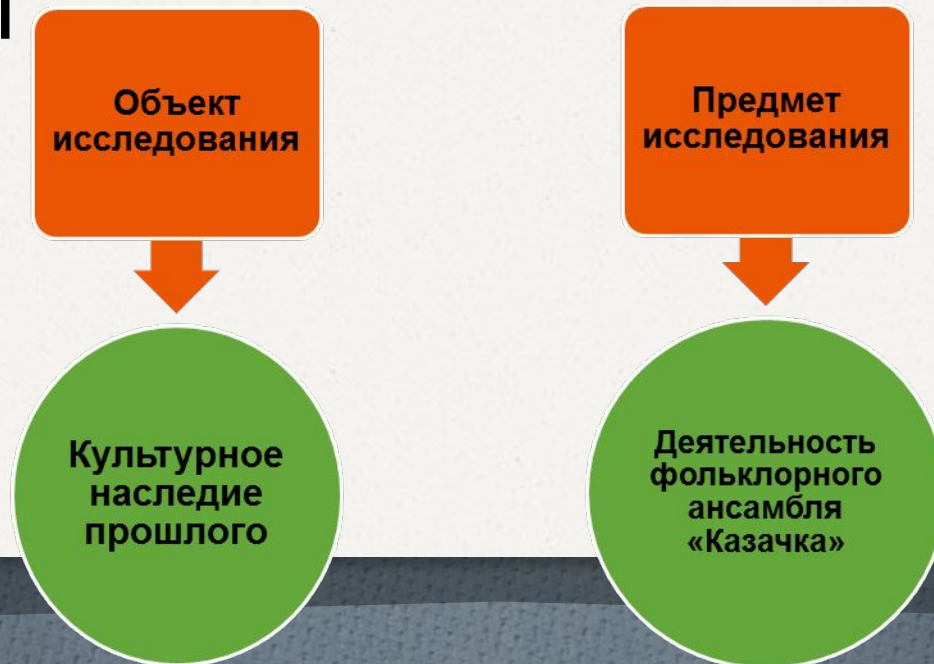 Объект
исследования
Предмет
исследования
Культурное
наследие
прошлого
Деятельность
фольклорного
ансамбля
«Казачка»